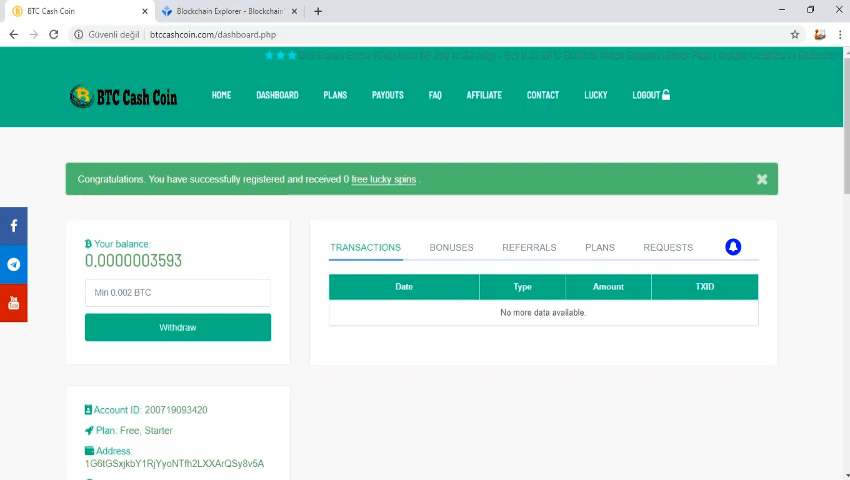 BTC Cash Coin
Blockchain Explorer - Blockchain
Güvenli değil
btccashcoin.com/dashboard.php
BTC Cash Coin
HOME
DASHBOARD
PLANS
PAYOUTS
FAQ
AFFILIATE
CONTACT
LUCKY
LOGOUT
Congratulations. You have successfully registered and received 0 free lucky spins .
Your balance:
0.0000003593
Min 0.002 BTC
Withdraw
TRANSACTIONS
BONUSES
REFERRALS
PLANS
REQUESTS
Date
Type
Amount
TXID
No more data available.
Account ID: 200719093420
Plan: Free, Starter
Address:
1G6tGSxjkbY1RjYyoNTfh2LXXArQSy8v5A